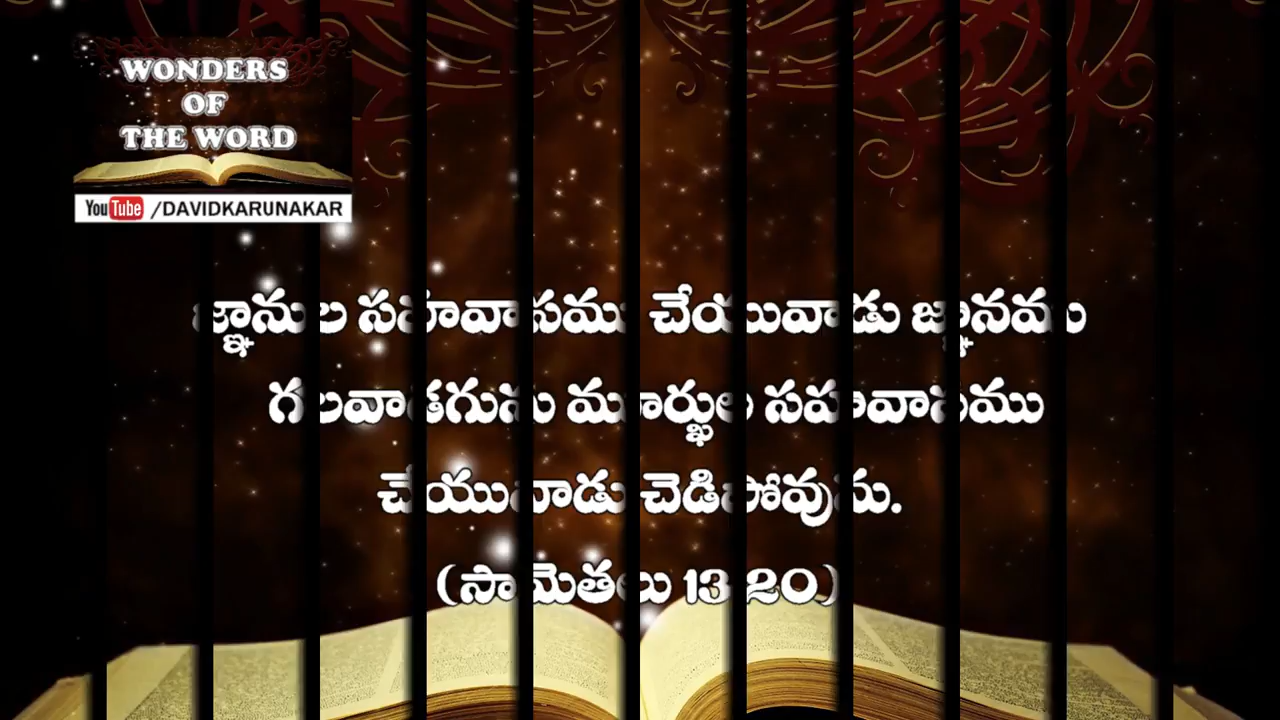 WONDERS
OF
THE WORD
YouTube /DAVIDKARUNAKAR
జ్ఞానుల సహవాసము చేయువాడు జ్ఞానము
గలవాడగును మూర్ఖుల సహవాసము
చేయువాడు చెడిపోవును.
(సామెతలు 13:20)